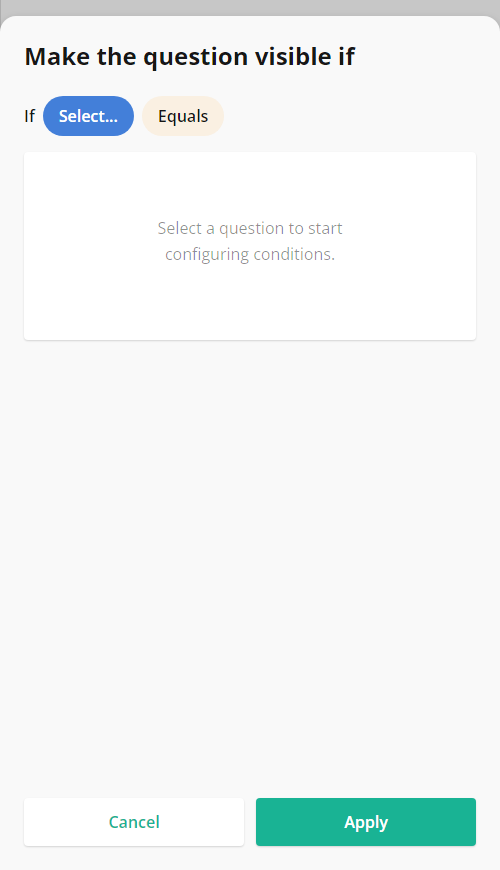 Make the question visible if
If Select... Equals
Select a question to start
configuring conditions.
Cancel Apply